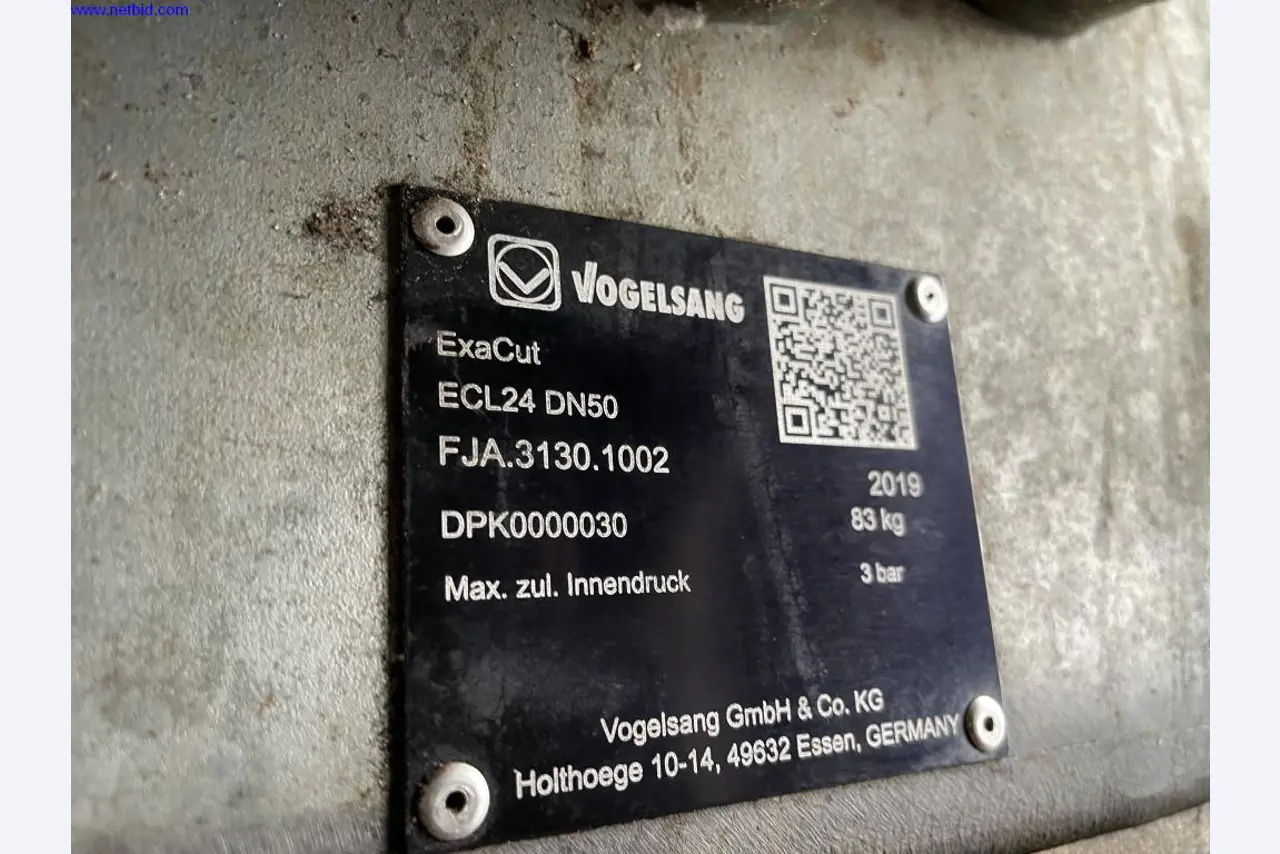 www.netbid.com
VOGELSANG
ExaCut
ECL24 DN50
FJA.3130.1002
2019
DPK0000030 83 kg
Max. zul. Innendruck 3 bar
Vogelsang GmbH & Co. KG
Holthoege 10-14, 49632 Essen, GERMANY